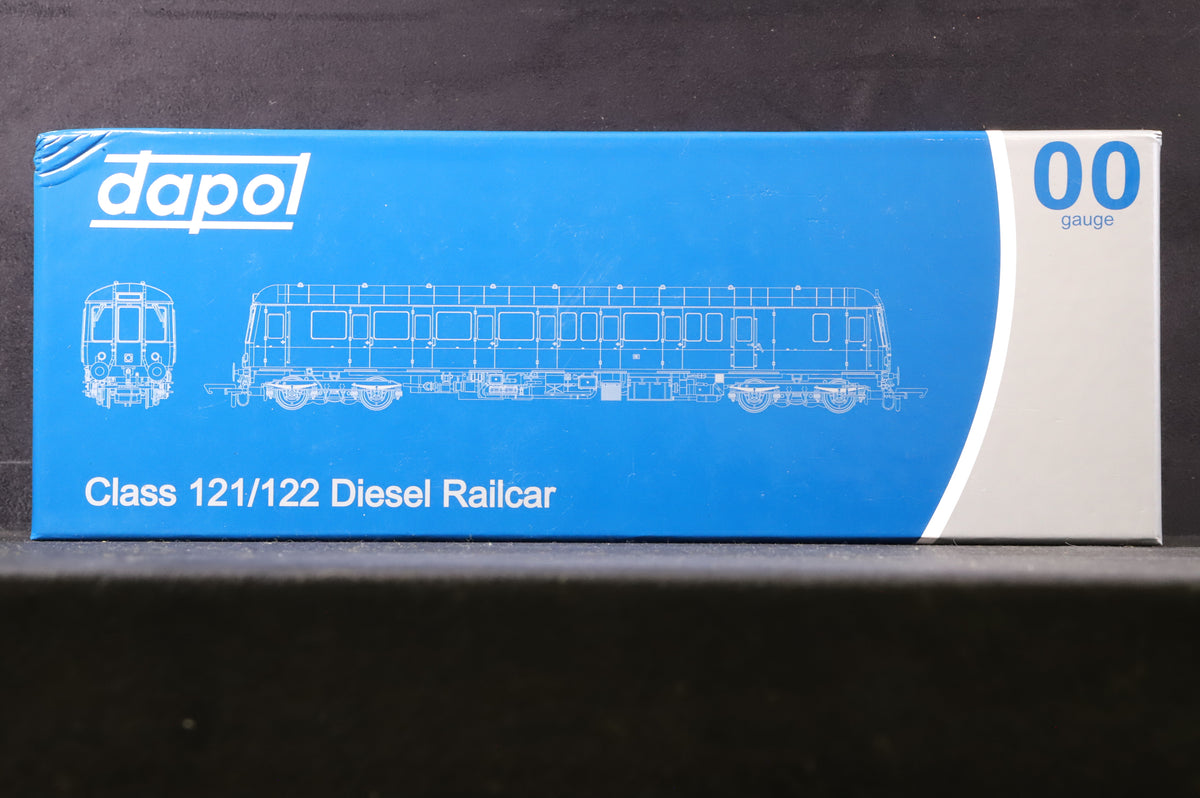 dapol
00
gauge
Class 121/122 Diesel Railcar